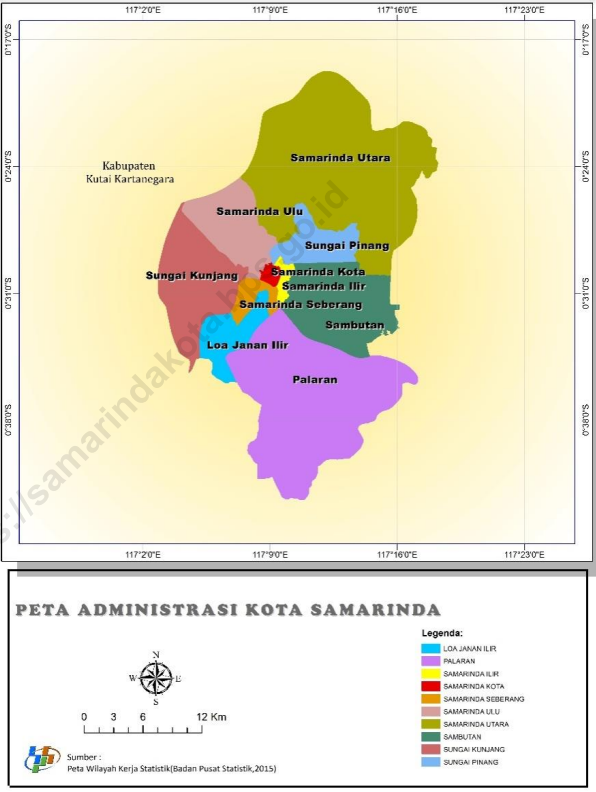 117°2'0"E 117°9'0"E 117°16'0"E 117°23'0"E
0°17'0"S 0°17'0"S
Samarinda Utara
Kabupaten
Kutai Kartanegara
0°24'0"S 0°24'0"S
Samarinda Ulu
Sungai Pinang
Sungai Kunjang
Samarinda Kota
Samarinda Ilir
0°31'0"S 0°31'0"S
Samarinda Seberang
Sambutan
Loa Janan Ilir
Palaran
0°38'0"S 0°38'0"S
s://samarindakota.bps.go.id
117°2'0"E 117°9'0"E 117°16'0"E 117°23'0"E
PETA ADMINISTRASI KOTA SAMARINDA
N
W E
S
0 3 6 12 Km
Sumber :
Peta Wilayah Kerja Statistik(Badan Pusat Statistik,2015)
Legenda:
LOA JANAN ILIR
PALARAN
SAMARINDA ILIR
SAMARINDA KOTA
SAMARINDA SEBERANG
SAMARINDA ULU
SAMARINDA UTARA
SAMBUTAN
SUNGAI KUNJANG
SUNGAI PINANG